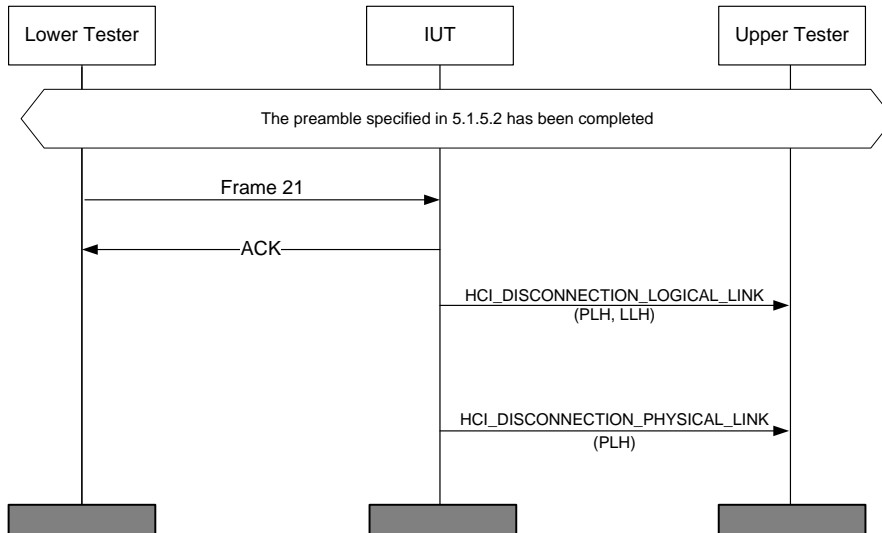 Lower Tester
IUT
Upper Tester
The preamble specified in 5.1.5.2 has been completed
Frame 21
ACK
HCI_DISCONNECTION_LOGICAL_LINK
(PLH, LLH)
HCI_DISCONNECTION_PHYSICAL_LINK
(PLH)